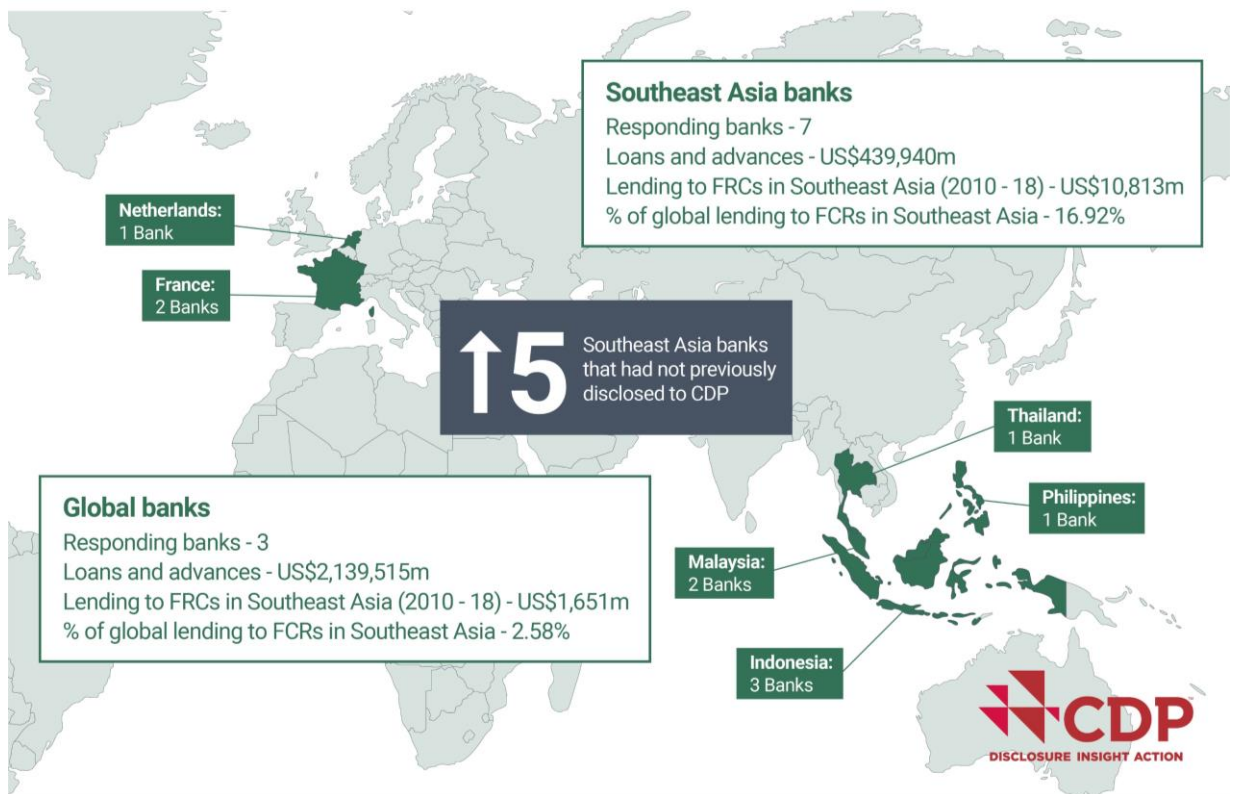 Southeast Asia banks
Responding banks - 7
Loans and advances - US$439,940m
Lending to FRCs in Southeast Asia (2010 - 18) - US$10,813m
% of global lending to FCRs in Southeast Asia - 16.92%
Netherlands:
1 Bank
France:
2 Banks
↑5
Southeast Asia banks
that had not previously
disclosed to CDP
Thailand:
1 Bank
Philippines:
1 Bank
Malaysia:
2 Banks
Indonesia:
3 Banks
Global banks
Responding banks - 3
Loans and advances - US$2,139,515m
Lending to FRCs in Southeast Asia (2010 - 18) - US$1,651m
% of global lending to FCRs in Southeast Asia - 2.58%
CDP
DISCLOSURE INSIGHT ACTION